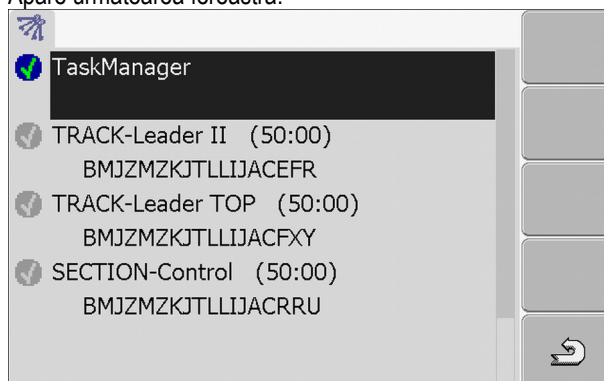 Apare următoarea fereastră:
TaskManager
TRACK-Leader II (50:00)
BMJZMZKJTLLIJACEFR
TRACK-Leader TOP (50:00)
BMJZMZKJTLLIJACFXY
SECTION-Control (50:00)
BMJZMZKJTLLIJACRRU